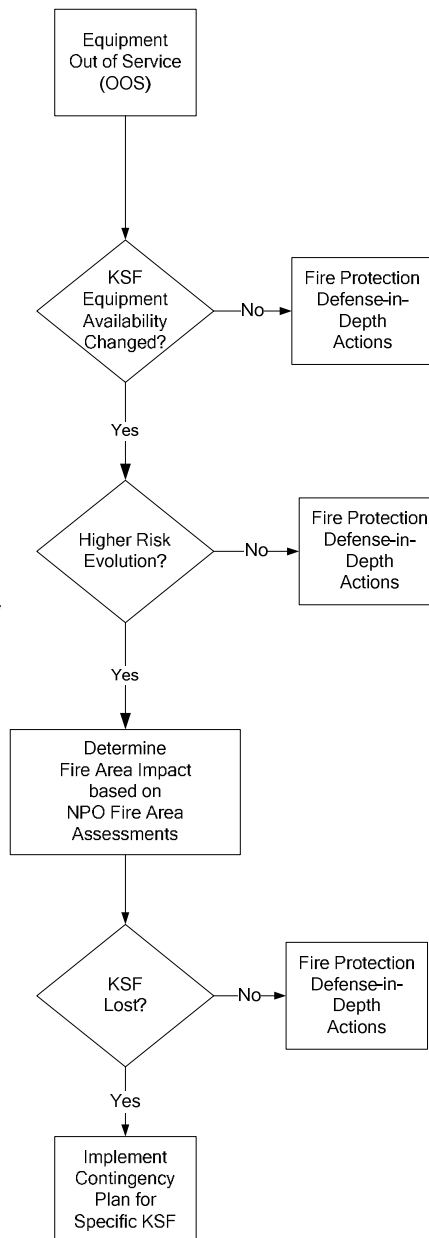 Equipment
Out of Service
(OOS)
KSF
Equipment
Availability
Changed?
No
Fire Protection
Defense-in-
Depth
Actions
Yes
Higher Risk
Evolution?
No
Fire Protection
Defense-in-
Depth
Actions
Yes
Determine
Fire Area Impact
based on
NPO Fire Area
Assessments
KSF
Lost?
No
Fire Protection
Defense-in-
Depth
Actions
Yes
Implement
Contingency
Plan for
Specific KSF